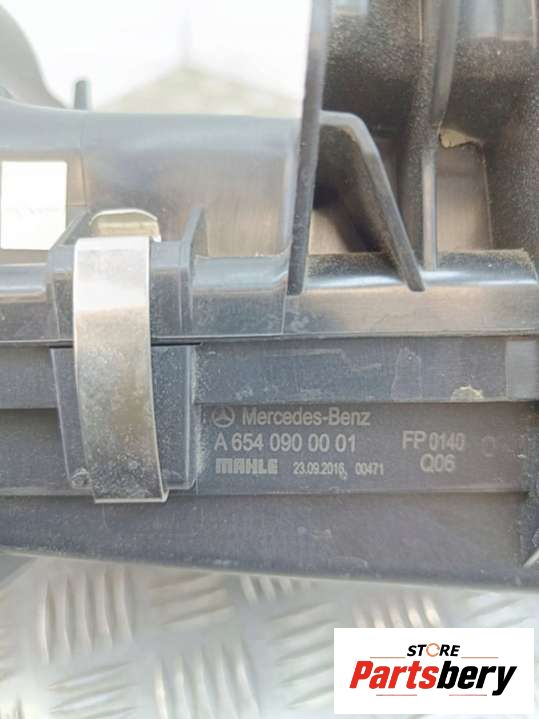 Mercedes-Benz
A 654 090 00 01 FP 0140
MAHLE 23.09.2016 00471 Q06
STORE
Partsbery